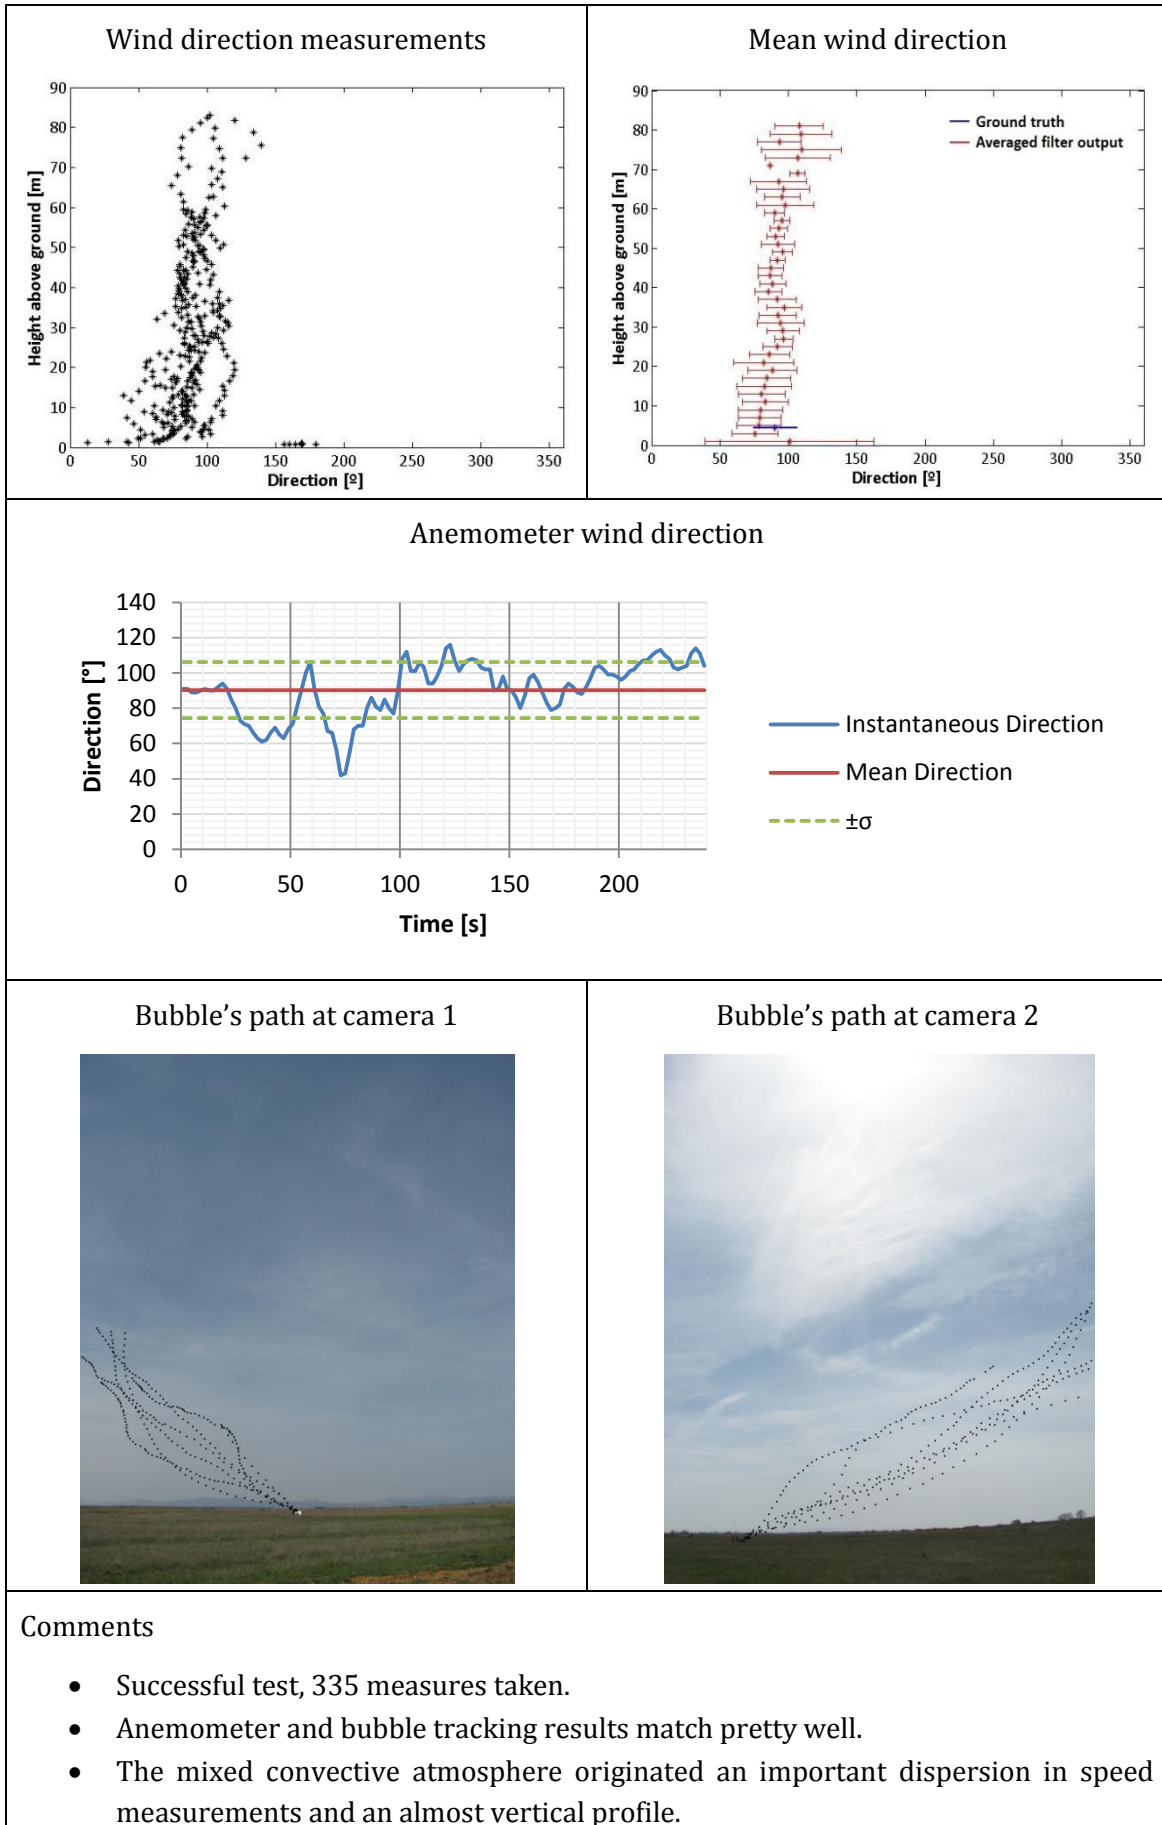 Wind direction measurements
Mean wind direction
90
80
70
60
50
40
30
20
10
0
Height above ground [m]
0 50 100 150 200 250 300 350
Direction [º]
90
80
70
60
50
40
30
20
10
0
Height above ground [m]
Ground truth
Averaged filter output
0 50 100 150 200 250 300 350
Direction [º]
Anemometer wind direction
140
120
100
80
60
40
20
0
Direction [°]
0 50 100 150 200
Time [s]
Instantaneous Direction
Mean Direction
±σ
Bubble’s path at camera 1
Bubble’s path at camera 2
Comments
• Successful test, 335 measures taken.
• Anemometer and bubble tracking results match pretty well.
• The mixed convective atmosphere originated an important dispersion in speed
measurements and an almost vertical profile.